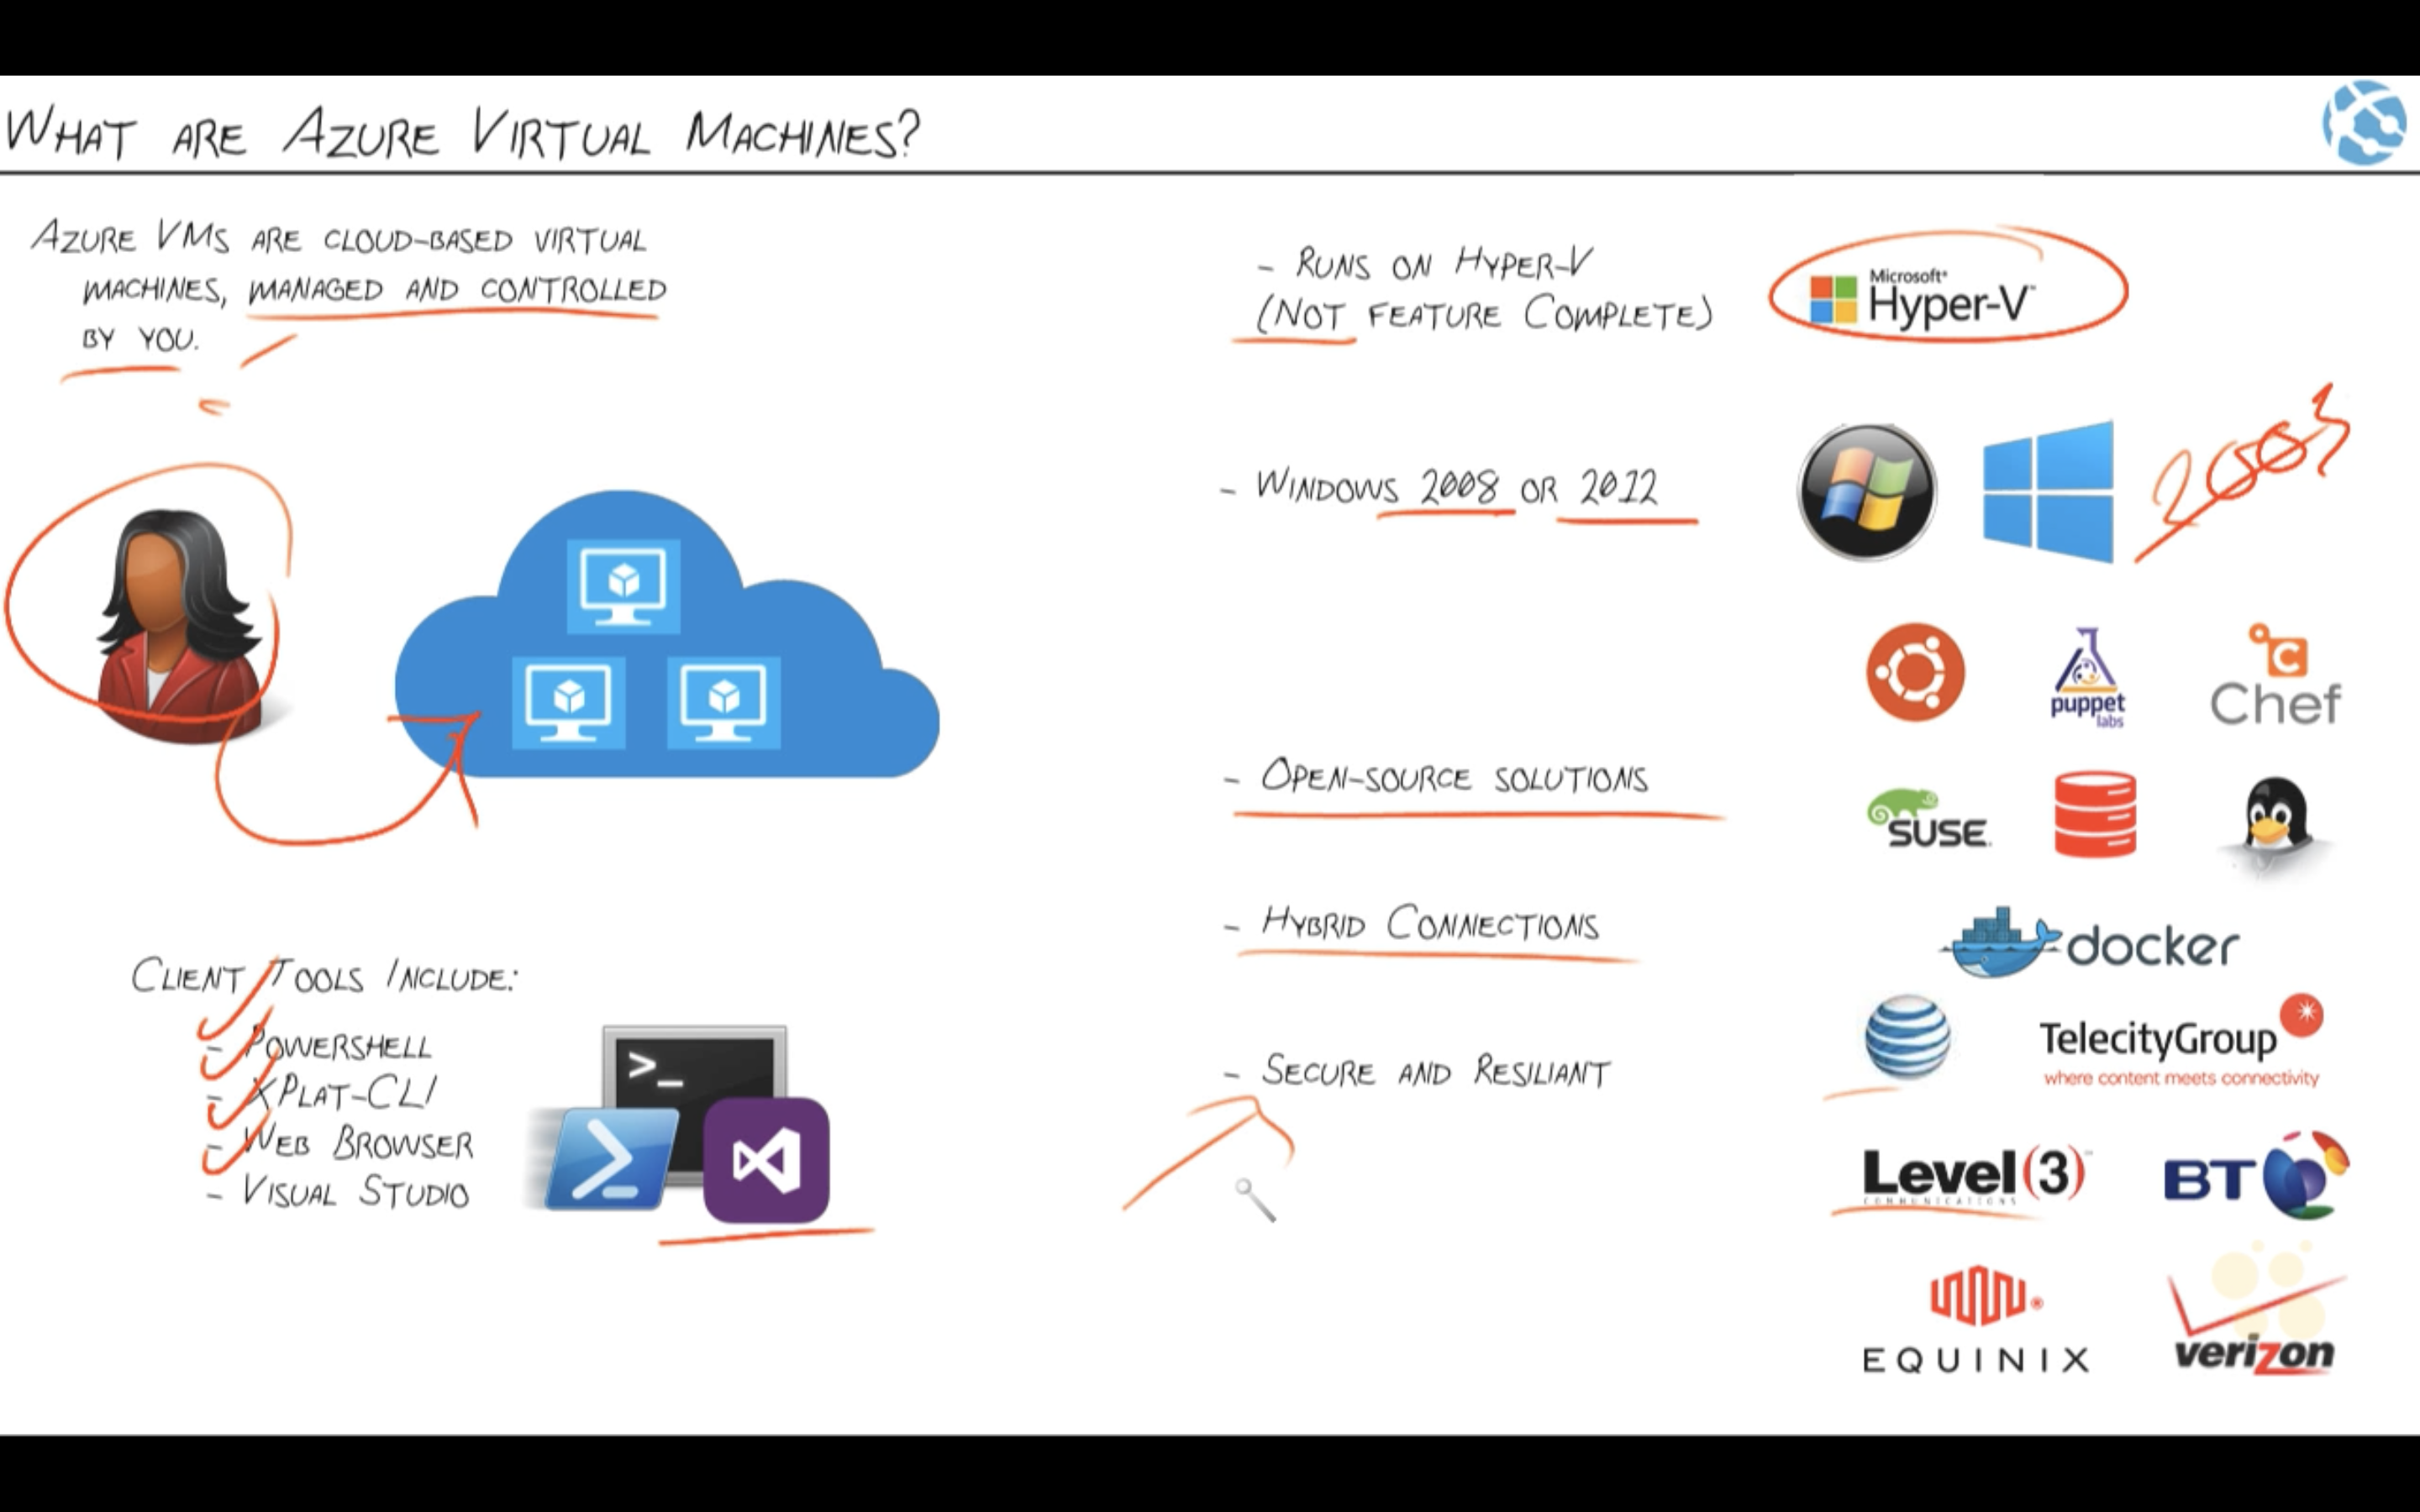 WHAT ARE AZURE VIRTUAL MACHINES?
AZURE VMS ARE CLOUD-BASED VIRTUAL
MACHINES, MANAGED AND CONTROLLED
BY YOU.
CLIENT TOOLS INCLUDE:
- POWERSHELL
- XPLAT-CLI
- WEB BROWSER
- VISUAL STUDIO
>_
- RUNS ON HYPER-V
(NOT FEATURE COMPLETE)
Microsoft®
Hyper-V™
- WINDOWS 2008 OR 2012
2003
- OPEN-SOURCE SOLUTIONS
puppet
labs
C
Chef
SUSE
docker
- HYBRID CONNECTIONS
- SECURE AND RESILIANT
TelecityGroup
where content meets connectivity
Level(3)™
COMMUNICATIONS
BT
EQUINIX
verizon